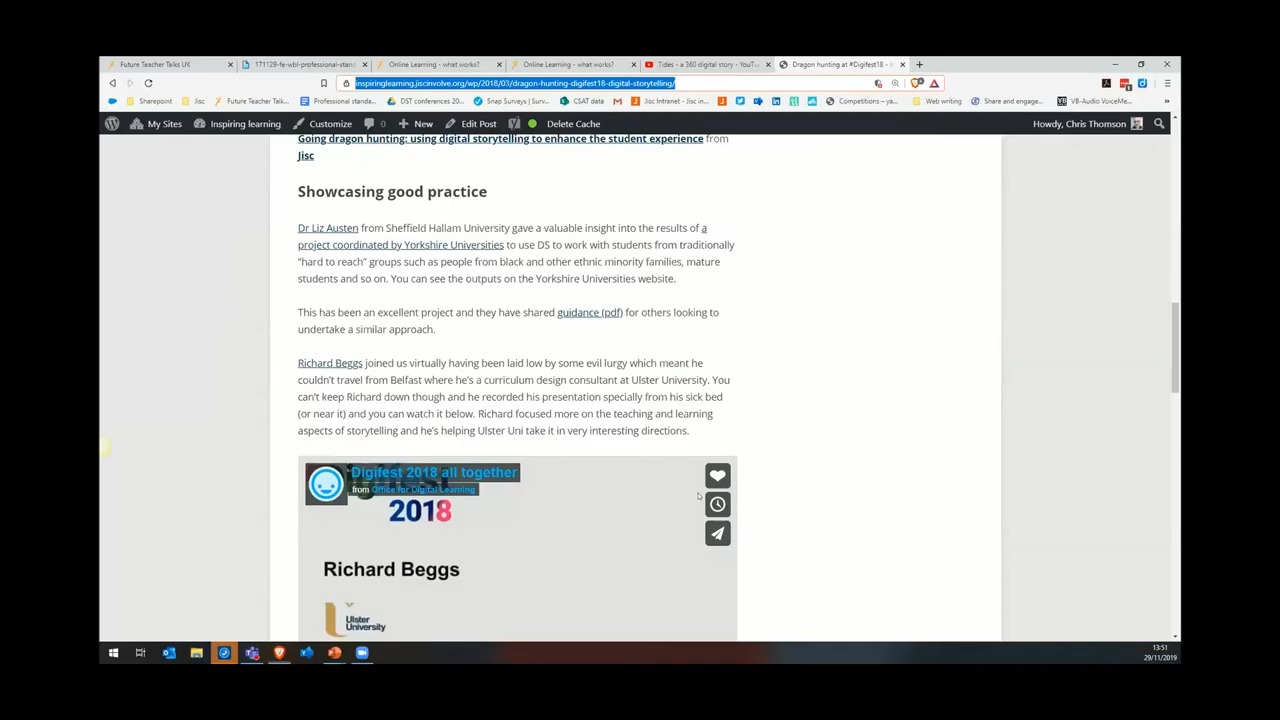 Future Teacher Talks UK
171129-fe-wbl-professional-stan
Online Learning - what works?
Online Learning - what works?
Tides - a 360 digital story - YouTu
Dragon hunting at #Digifest18 - I
inspiringlearning.jiscinvolve.org/wp/2018/03/dragon-hunting-digifest18-digital-storytelling/
Sharepoint
Jisc
Future Teacher Talk...
Professional standa...
DST conferences 20...
Snap Surveys | Surv...
CSAT data
Jisc Intranet - Jisc in...
Competitions – ya...
Web writing
Share and engage...
VB-Audio VoiceMe...
My Sites
Inspiring learning
Customize
0
New
Edit Post
Delete Cache
Howdy, Chris Thomson
Going dragon hunting: using digital storytelling to enhance the student experience from
Jisc
Showcasing good practice
Dr Liz Austen from Sheffield Hallam University gave a valuable insight into the results of a
project coordinated by Yorkshire Universities to use DS to work with students from traditionally
“hard to reach” groups such as people from black and other ethnic minority families, mature
students and so on. You can see the outputs on the Yorkshire Universities website.
This has been an excellent project and they have shared guidance (pdf) for others looking to
undertake a similar approach.
Richard Beggs joined us virtually having been laid low by some evil lurgy which meant he
couldn’t travel from Belfast where he’s a curriculum design consultant at Ulster University. You
can’t keep Richard down though and he recorded his presentation specially from his sick bed
(or near it) and you can watch it below. Richard focused more on the teaching and learning
aspects of storytelling and he’s helping Ulster Uni take it in very interesting directions.
Digifest 2018 all together
from Office for Digital Learning
2018
Richard Beggs
Ulster
University
13:51
29/11/2019